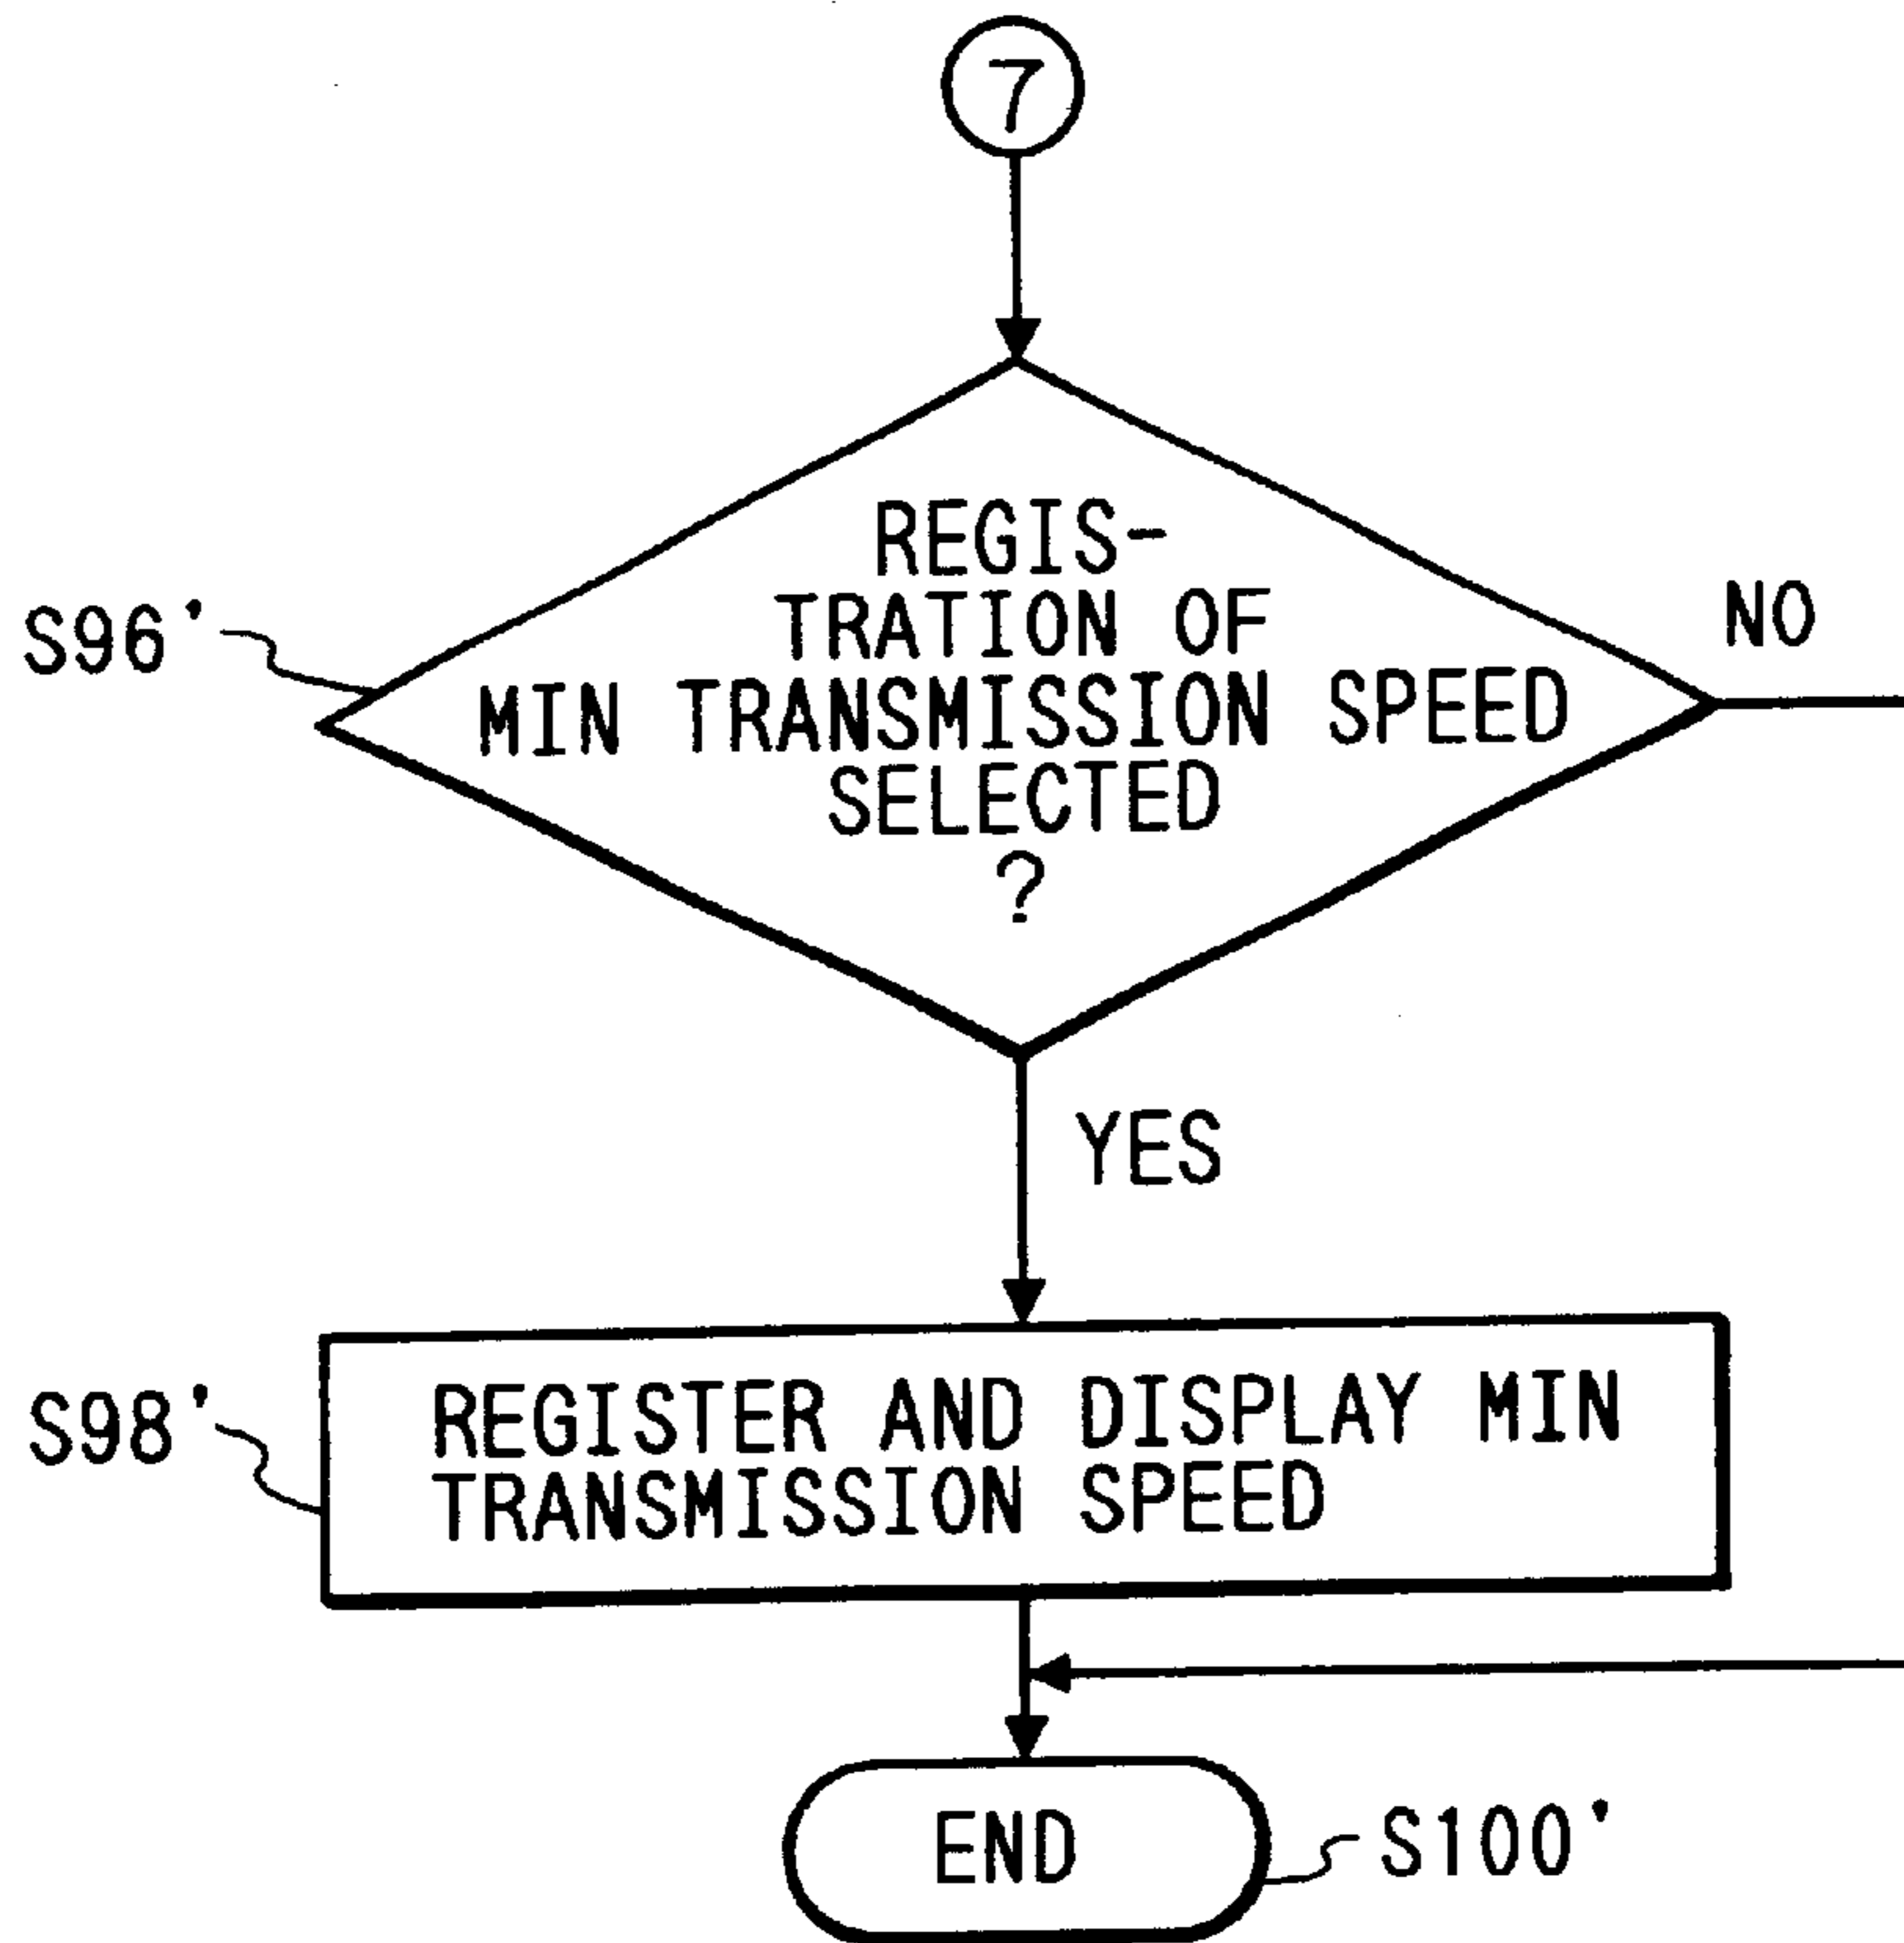 7
REGIS-
TRATION OF
MIN TRANSMISSION SPEED
SELECTED
?
S96'
NO
YES
S98'
REGISTER AND DISPLAY MIN
TRANSMISSION SPEED
END
S100'